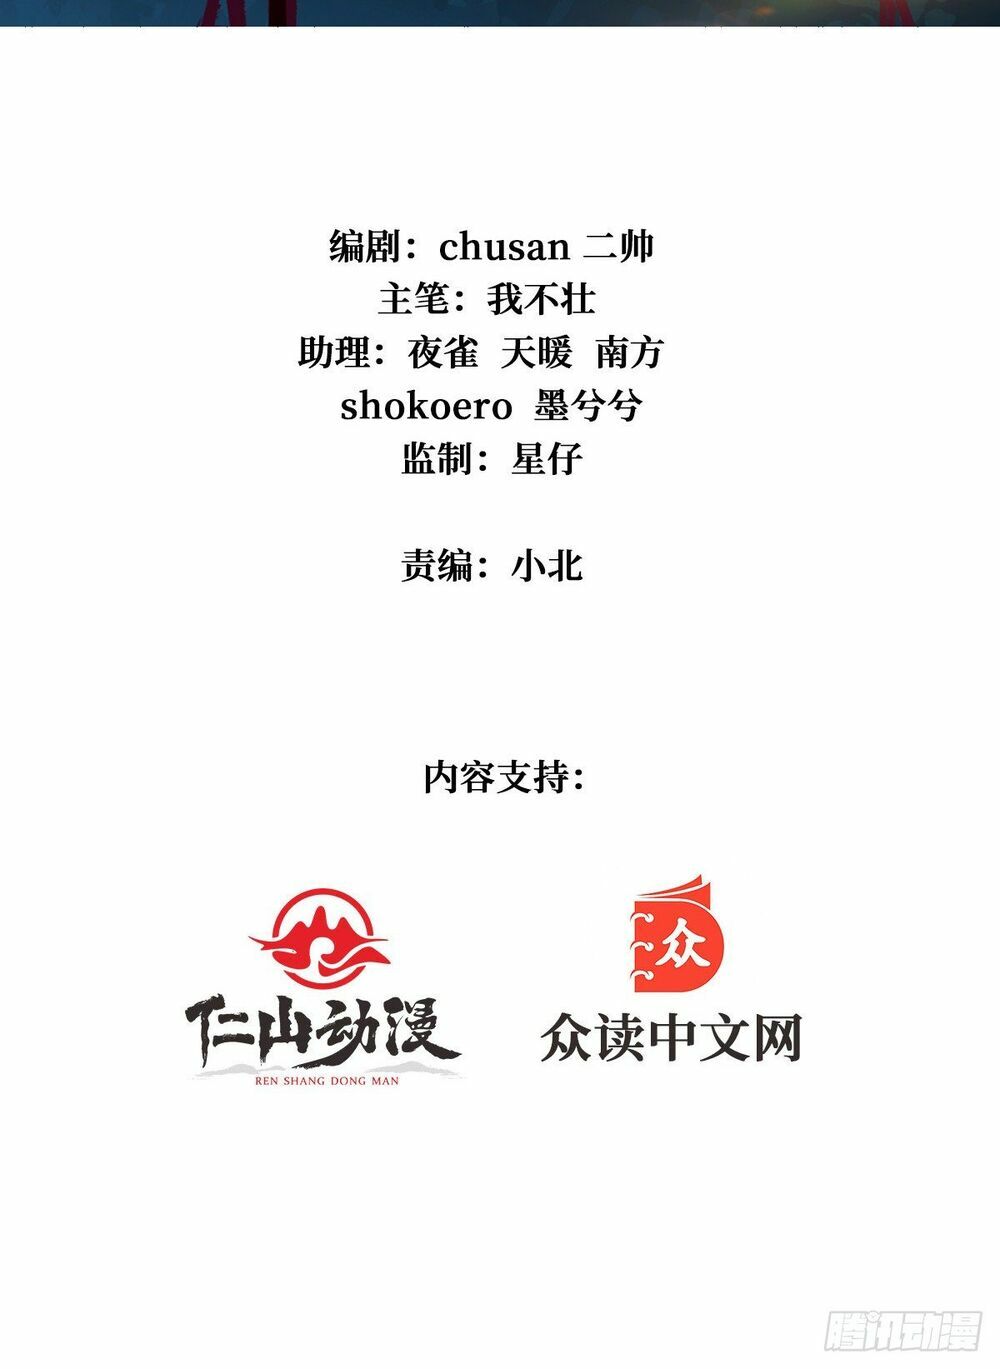 编剧：chusan 二帅
主笔：我不壮
助理：夜雀 天暖 南方
shokoero 墨兮兮
监制：星仔
责编：小北
内容支持：
众
仁山动漫
REN SHANG DONG MAN
众读中文网
腾讯动漫